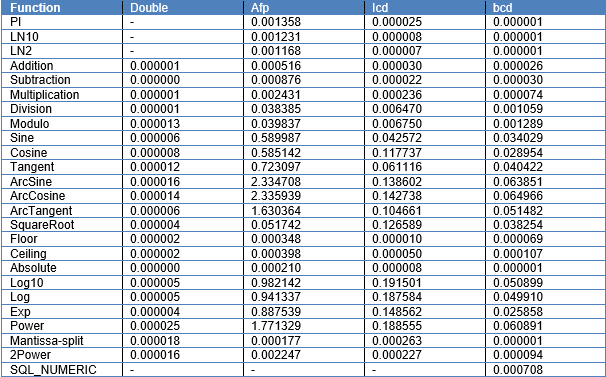 Function Double Afp lcd bcd
PI - 0.001358 0.000025 0.000001
LN10 - 0.001231 0.000008 0.000001
LN2 - 0.001168 0.000007 0.000001
Addition 0.000001 0.000516 0.000030 0.000026
Subtraction 0.000000 0.000876 0.000022 0.000030
Multiplication 0.000001 0.002431 0.000236 0.000074
Division 0.000001 0.038385 0.006470 0.001059
Modulo 0.000013 0.039837 0.006750 0.001289
Sine 0.000006 0.589987 0.042572 0.034029
Cosine 0.000008 0.585142 0.117737 0.028954
Tangent 0.000012 0.723097 0.061116 0.040422
ArcSine 0.000016 2.334708 0.138602 0.063851
ArcCosine 0.000014 2.335939 0.142738 0.064966
ArcTangent 0.000006 1.630364 0.104661 0.051482
SquareRoot 0.000004 0.051742 0.126589 0.038254
Floor 0.000002 0.000348 0.000010 0.000069
Ceiling 0.000002 0.000398 0.000050 0.000107
Absolute 0.000000 0.000210 0.000008 0.000001
Log10 0.000005 0.982142 0.191501 0.050899
Log 0.000005 0.941337 0.187584 0.049910
Exp 0.000004 0.887539 0.148562 0.025858
Power 0.000025 1.771329 0.188555 0.060891
Mantissa-split 0.000018 0.000177 0.000263 0.000001
2Power 0.000016 0.002247 0.000227 0.000094
SQL_NUMERIC - - - 0.000708